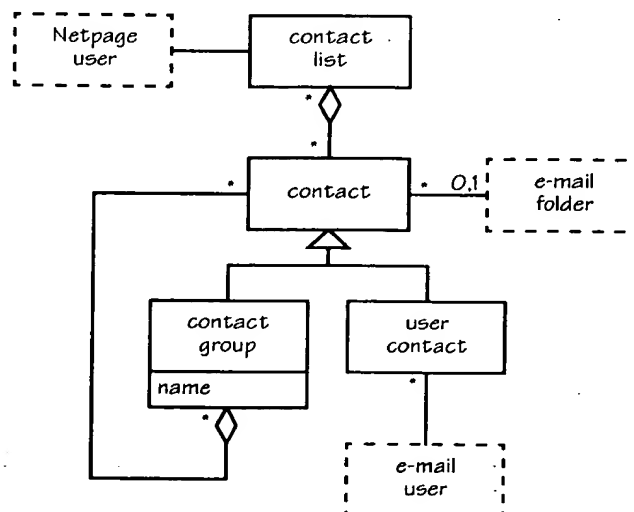 Netpage
user
contact
list
*
*
*
contact
* 0,1
e-mail
folder
contact
group
name
*
user
contact
*
e-mail
user